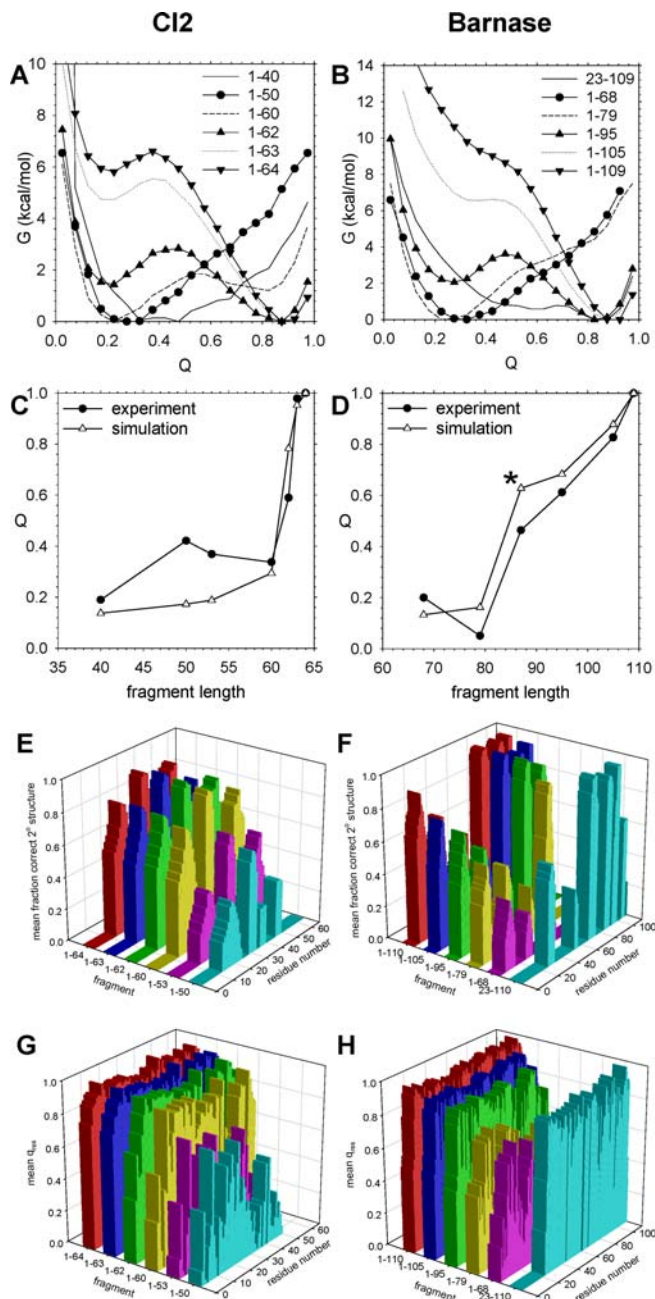 CI2
Barnase
A
1-40
1-50
1-60
1-62
1-63
1-64
G (kcal/mol)
10
8
6
4
2
0
0.0 0.2 0.4 0.6 0.8 1.0
Q
B
23-109
1-68
1-79
1-95
1-105
1-109
G (kcal/mol)
14
12
10
8
6
4
2
0
0.0 0.2 0.4 0.6 0.8 1.0
Q
C
experiment
simulation
Q
1.0
0.8
0.6
0.4
0.2
0.0
35 40 45 50 55 60 65
fragment length
D
experiment
simulation
*
Q
1.0
0.8
0.6
0.4
0.2
0.0
60 70 80 90 100 110
fragment length
E
mean fraction correct 2° structure
1.0
0.8
0.6
0.4
0.2
0.0
1-64
1-63
1-62
1-60
1-53
1-50
fragment
0 10 20 30 40 50 60
residue number
F
mean fraction correct 2° structure
1.0
0.8
0.6
0.4
0.2
0.0
1-110
1-105
1-95
1-79
1-68
23-110
fragment
0 20 40 60 80 100
residue number
G
mean qres
1.0
0.8
0.6
0.4
0.2
0.0
1-64
1-63
1-62
1-60
1-53
1-50
fragment
0 10 20 30 40 50 60
residue number
H
mean qres
1.0
0.8
0.6
0.4
0.2
0.0
1-110
1-105
1-95
1-79
1-68
23-110
fragment
0 20 40 60 80 100
residue number